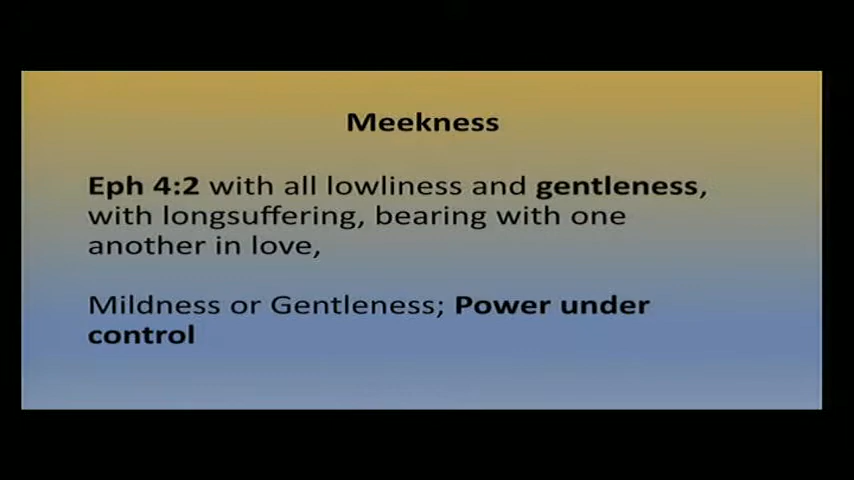 Meekness
Eph 4:2 with all lowliness and gentleness,
with longsuffering, bearing with one
another in love,
Mildness or Gentleness; Power under
control